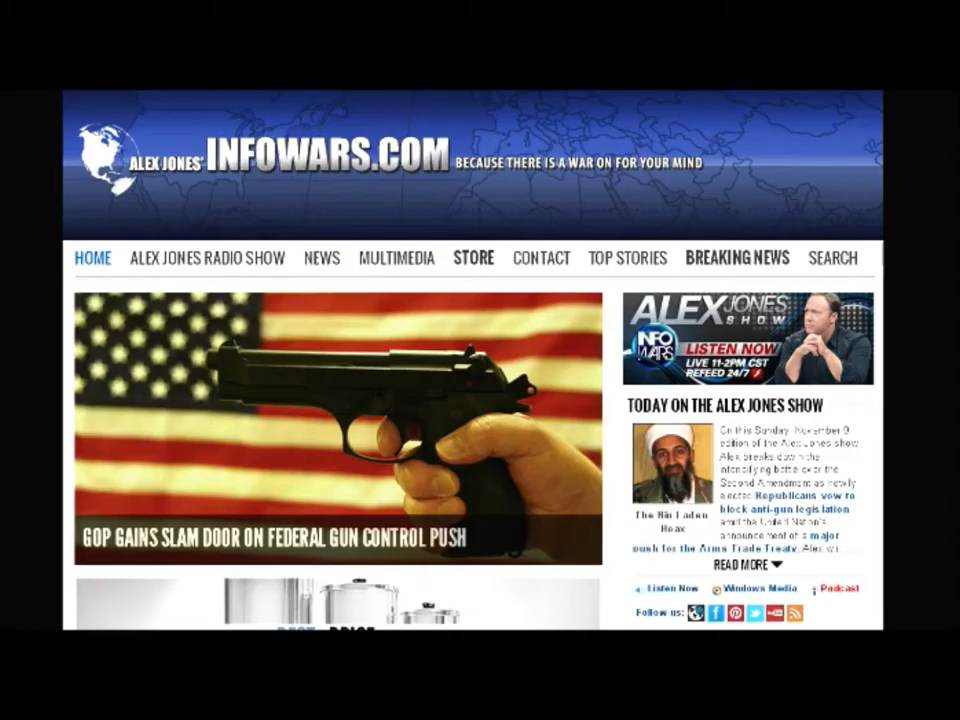 ALEX JONES' INFOWARS.COM BECAUSE THERE IS A WAR ON FOR YOUR MIND
HOME ALEX JONES RADIO SHOW NEWS MULTIMEDIA STORE CONTACT TOP STORIES BREAKING NEWS SEARCH
GOP GAINS SLAM DOOR ON FEDERAL GUN CONTROL PUSH
ALEX JONES
SHOW
INFO
WARS
LISTEN NOW
LIVE 11-2PM CST
REFEED 24/7
TODAY ON THE ALEX JONES SHOW
The Bin Laden
Hoax
On this Sunday, November 9
edition of the Alex Jones show,
Alex breaks down the
intensifying battle over the
Second Amendment as newly
elected Republicans vow to
block anti-gun legislation
amid the United Nation's
announcement of a major
push for the Arms Trade Treaty. Alex
READ MORE
Listen Now Windows Media Podcast
Follow us: